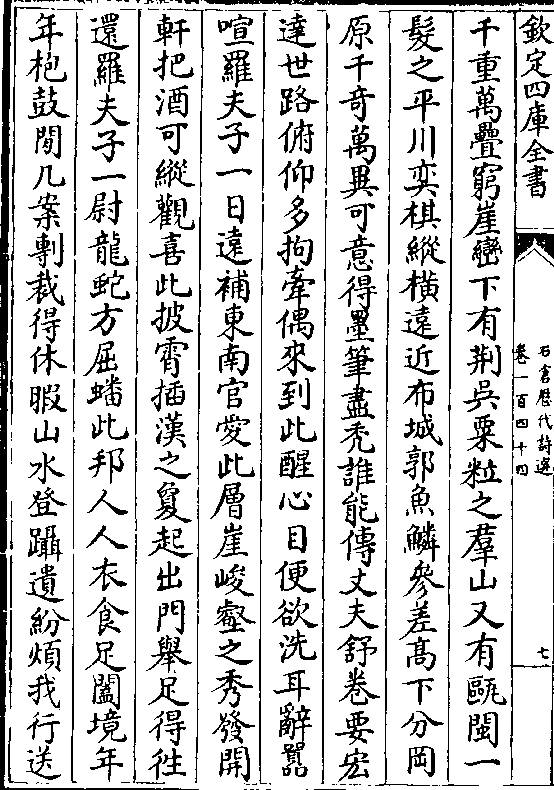 欽定四庫全書
石倉歷代詩選
卷一百四十四
七
千重萬疊窮崖巒下有荆吳粟粒之羣山又有甌閩一
髮之平川奕棋縱橫遠近布城郭魚鱗參差髙下分岡
原千奇萬異可意得墨筆盡禿誰能傳丈夫舒卷要宏
達世路俯仰多拘牽偶來到此醒心目便欲洗耳辭囂
喧羅夫子一日遠補東南官愛此層崖峻壑之秀發開
軒把酒可縱觀喜此披霄插漢之敻起出門舉足得徃
還羅夫子一尉龍虵方屈蟠此邦人人衣食足闔境年
年枹鼓閒几案剸裁得休暇山水登躡遺紛煩我行送